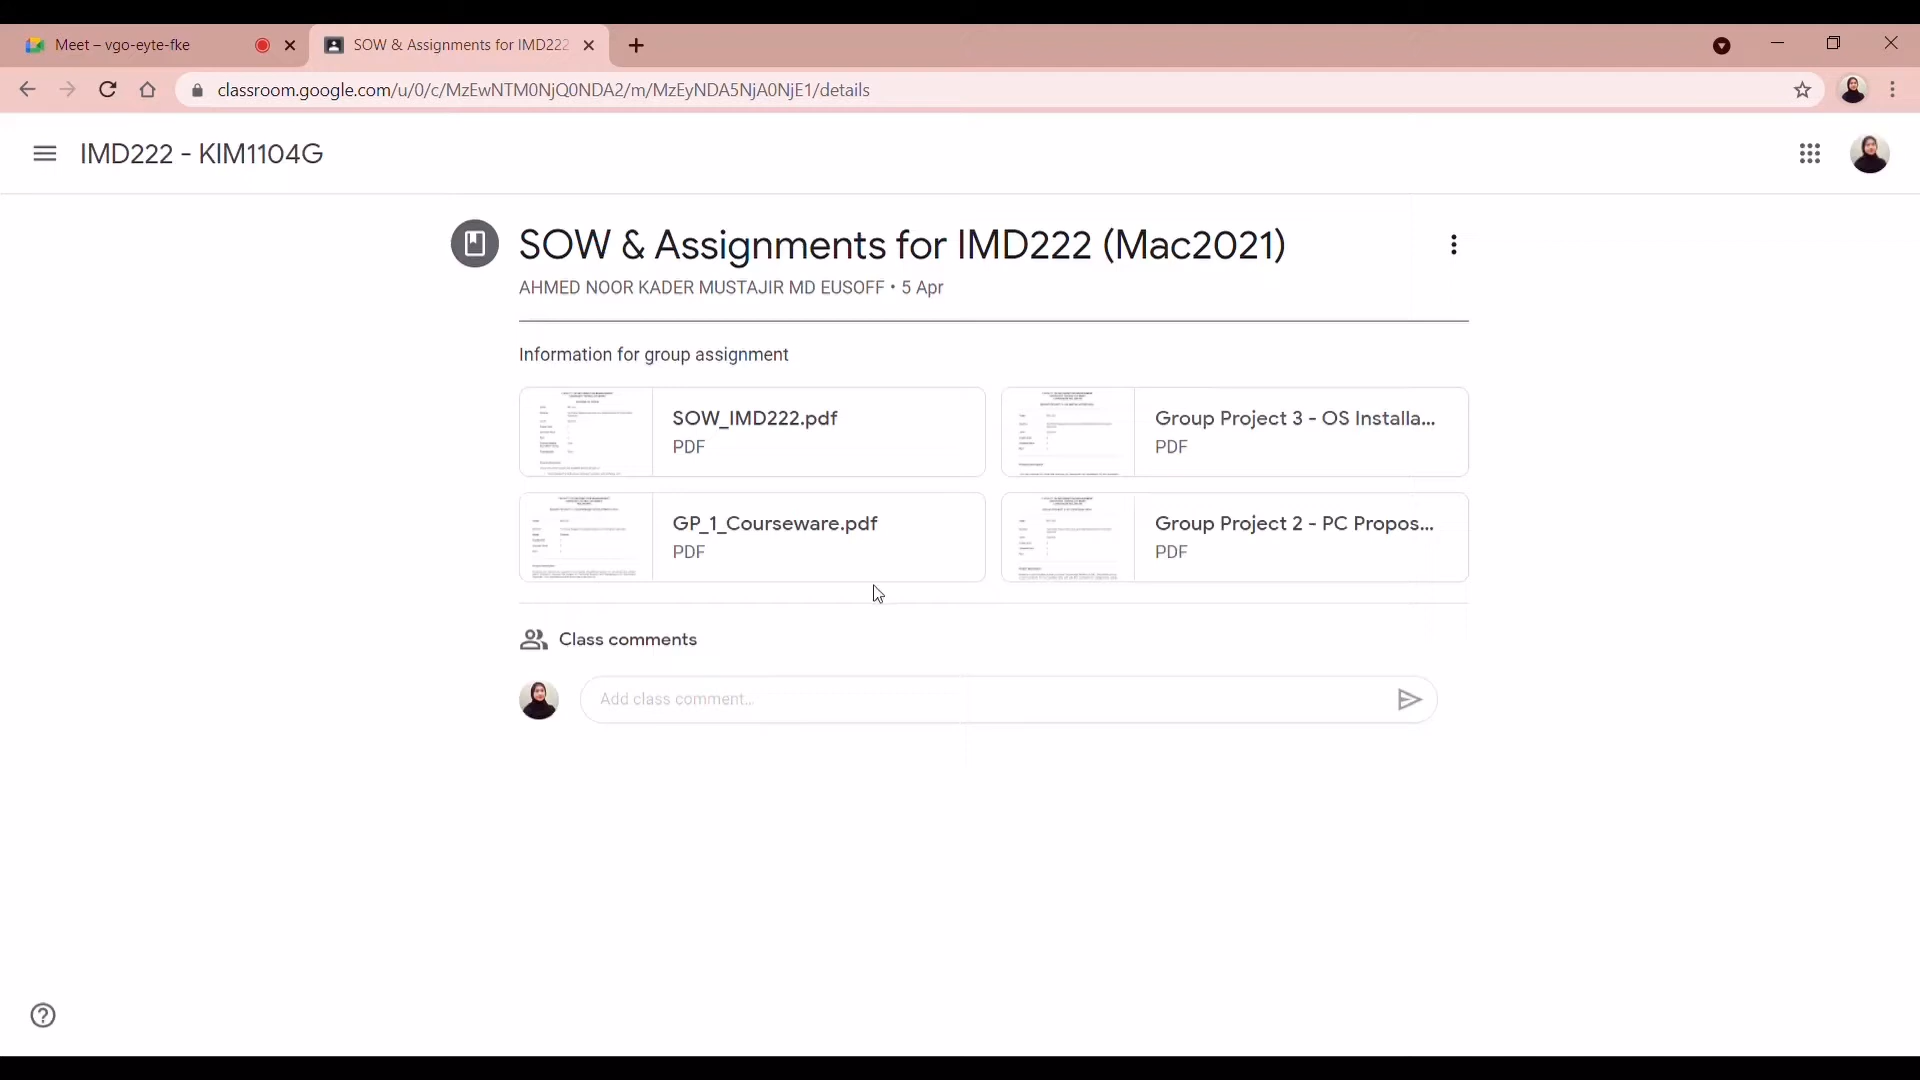 Meet – vgo-eyte-fke
SOW & Assignments for IMD222
classroom.google.com/u/0/c/MzEwNTM0NjQ0NDA2/m/MzEyNDA5NjA0NjE1/details
IMD222 - KIM1104G
SOW & Assignments for IMD222 (Mac2021)
AHMED NOOR KADER MUSTAJIR MD EUSOFF • 5 Apr
Information for group assignment
SOW_IMD222.pdf
PDF
Group Project 3 - OS Installa...
PDF
GP_1_Courseware.pdf
PDF
Group Project 2 - PC Propos...
PDF
Class comments
Add class comment...